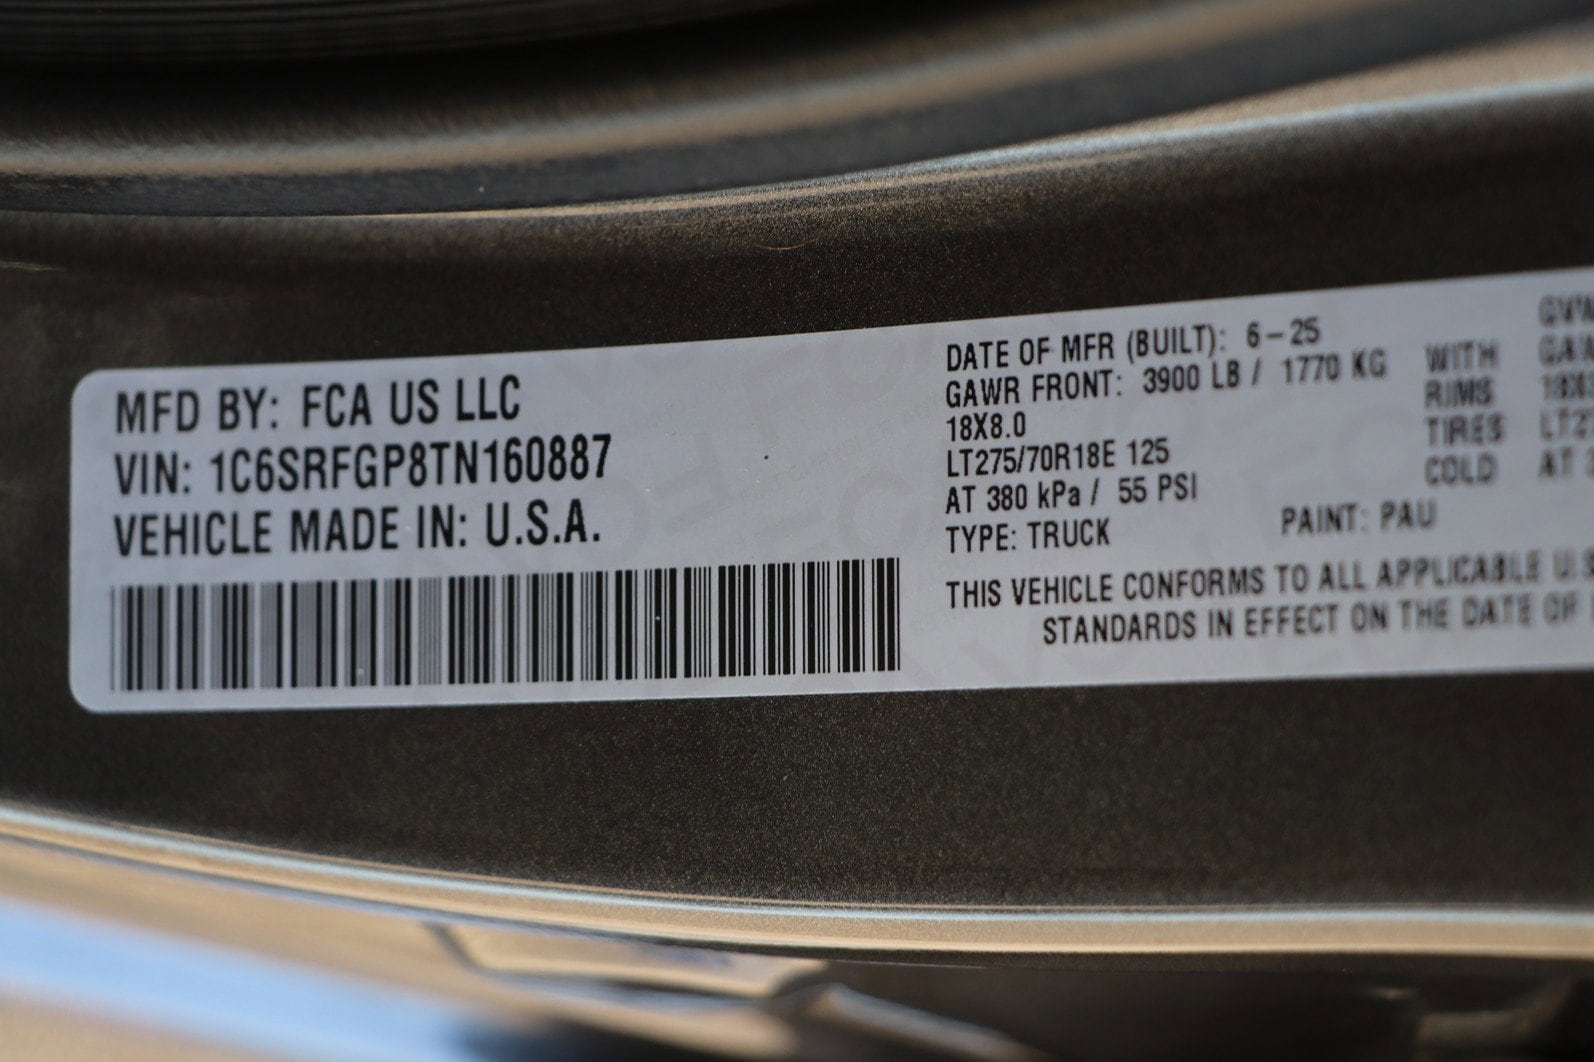 MFD BY: FCA US LLC
VIN: 1C6SRFGP8TN160887
VEHICLE MADE IN: U.S.A.
DATE OF MFR (BUILT): 6-25
GAWR FRONT: 3900 LB / 1770 KG WITH
18X8.0 RIMS
LT275/70R18E 125 TIRES
AT 380 kPa / 55 PSI COLD
TYPE: TRUCK PAINT: PAU
THIS VEHICLE CONFORMS TO ALL APPLICABLE
STANDARDS IN EFFECT ON THE DATE OF